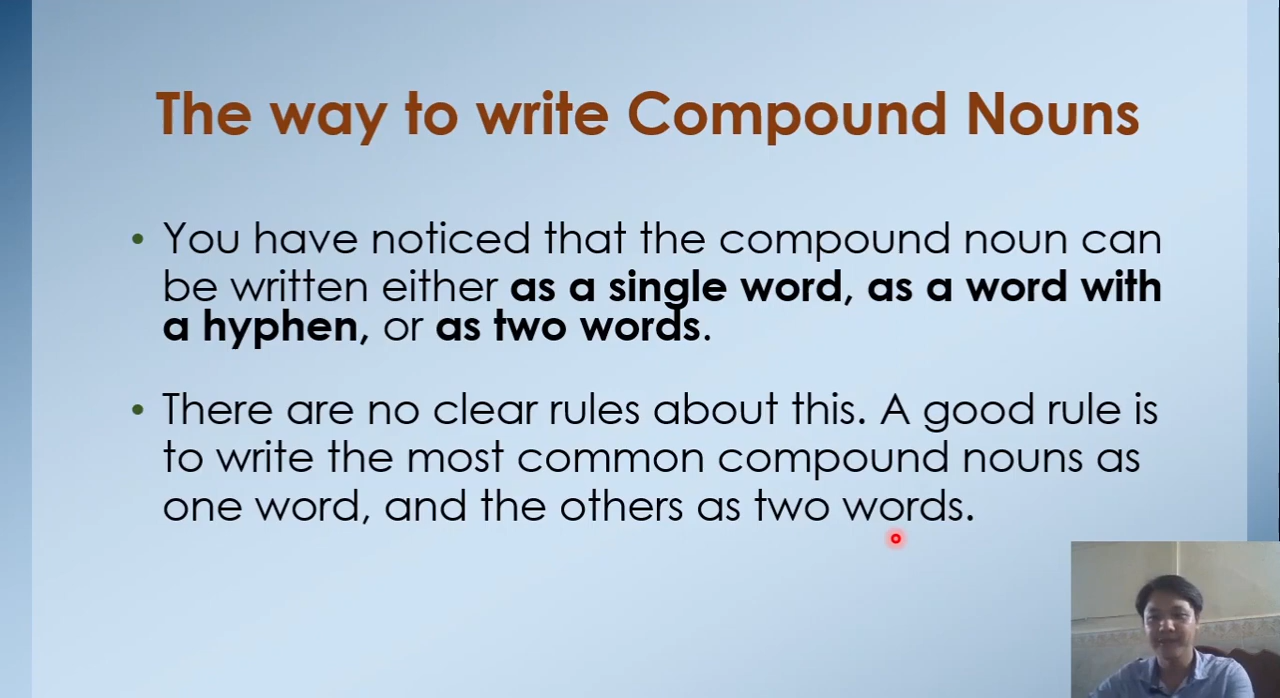 The way to write Compound Nouns
• You have noticed that the compound noun can
be written either as a single word, as a word with
a hyphen, or as two words.
• There are no clear rules about this. A good rule is
to write the most common compound nouns as
one word, and the others as two words.